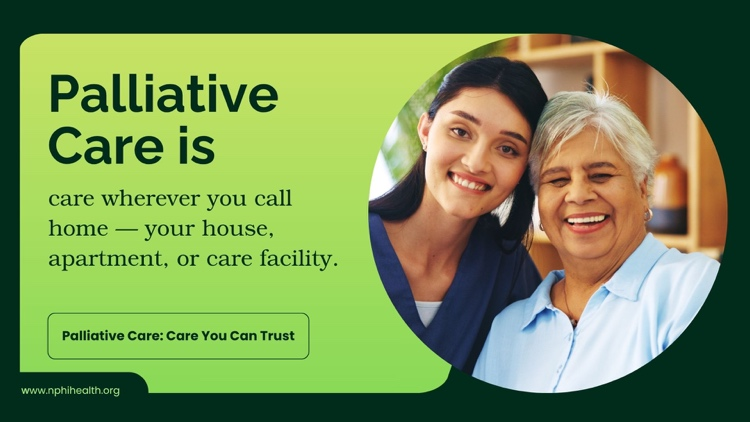 Palliative
Care is
care wherever you call
home — your house,
apartment, or care facility.
Palliative Care: Care You Can Trust
www.nphihealth.org